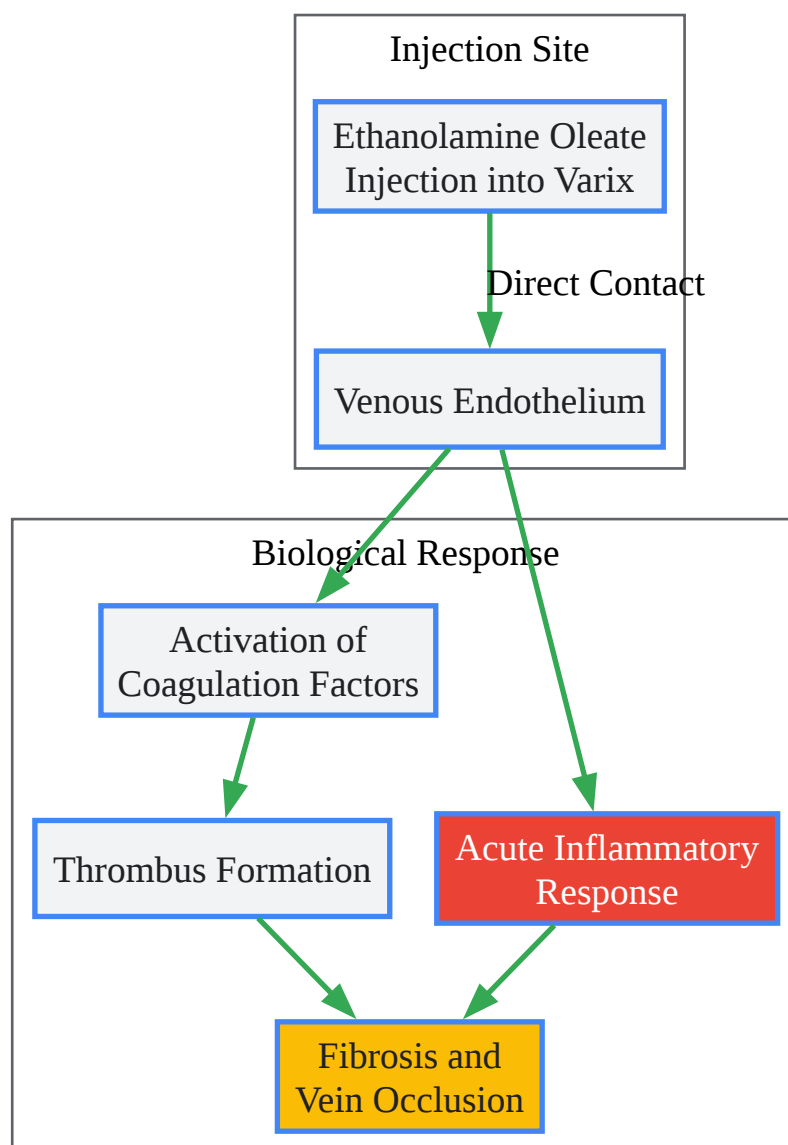 Injection Site
Ethanolamine Oleate
Injection into Varix
Direct Contact
Venous Endothelium
Biological Response
Activation of
Coagulation Factors
Thrombus Formation
Acute Inflammatory
Response
Fibrosis and
Vein Occlusion